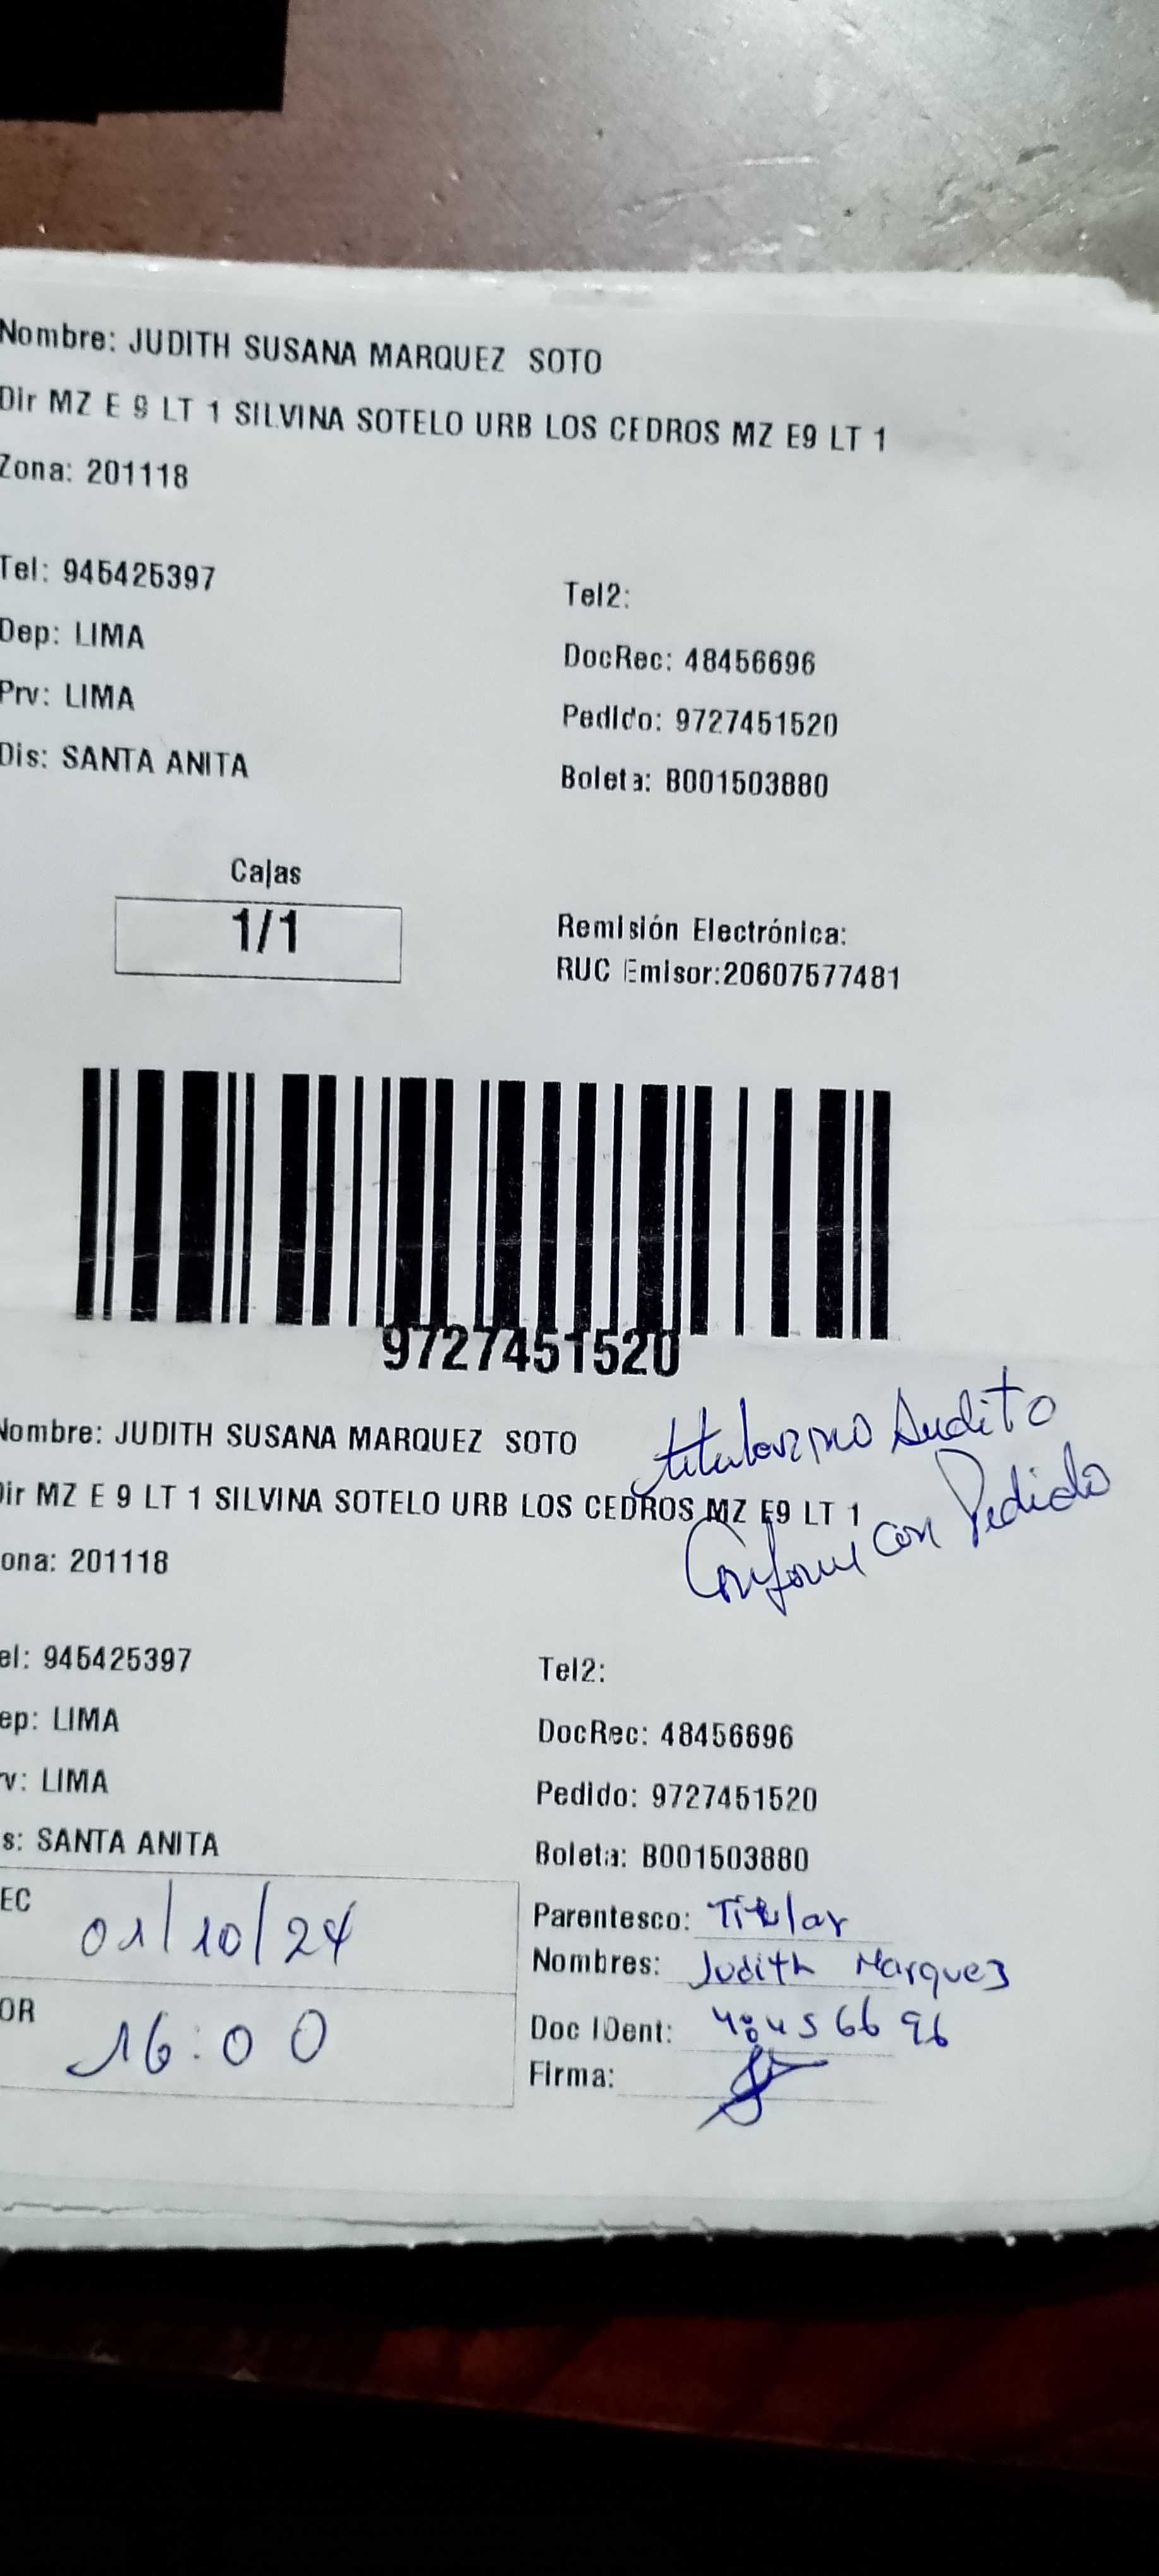 Nombre: JUDITH SUSANA MARQUEZ SOTO
Dir MZ E 9 LT 1 SILVINA SOTELO URB LOS CEDROS MZ E9 LT 1
Zona: 201118
Tel: 945425397
Tel2:
Dep: LIMA
DocRec: 48456696
Prv: LIMA
Pedido: 9727451520
Dis: SANTA ANITA
Boleta: B001503880
Cajas
1/1
Remisión Electrónica:
RUC Emisor:20607577481
9727451520
Nombre: JUDITH SUSANA MARQUEZ SOTO
Conforme con Pedido
Dir MZ E 9 LT 1 SILVINA SOTELO URB LOS CEDROS MZ E9 LT 1
ona: 201118
el: 945425397
Tel2:
ep: LIMA
DocRec: 48456696
v: LIMA
Pedido: 9727451520
s: SANTA ANITA
Boleta: B001503880
EC 01/10/24
Parentesco: Titular
Nombres: Judith Marquez
OR 16:00
Doc IDent: 48456696
Firma: